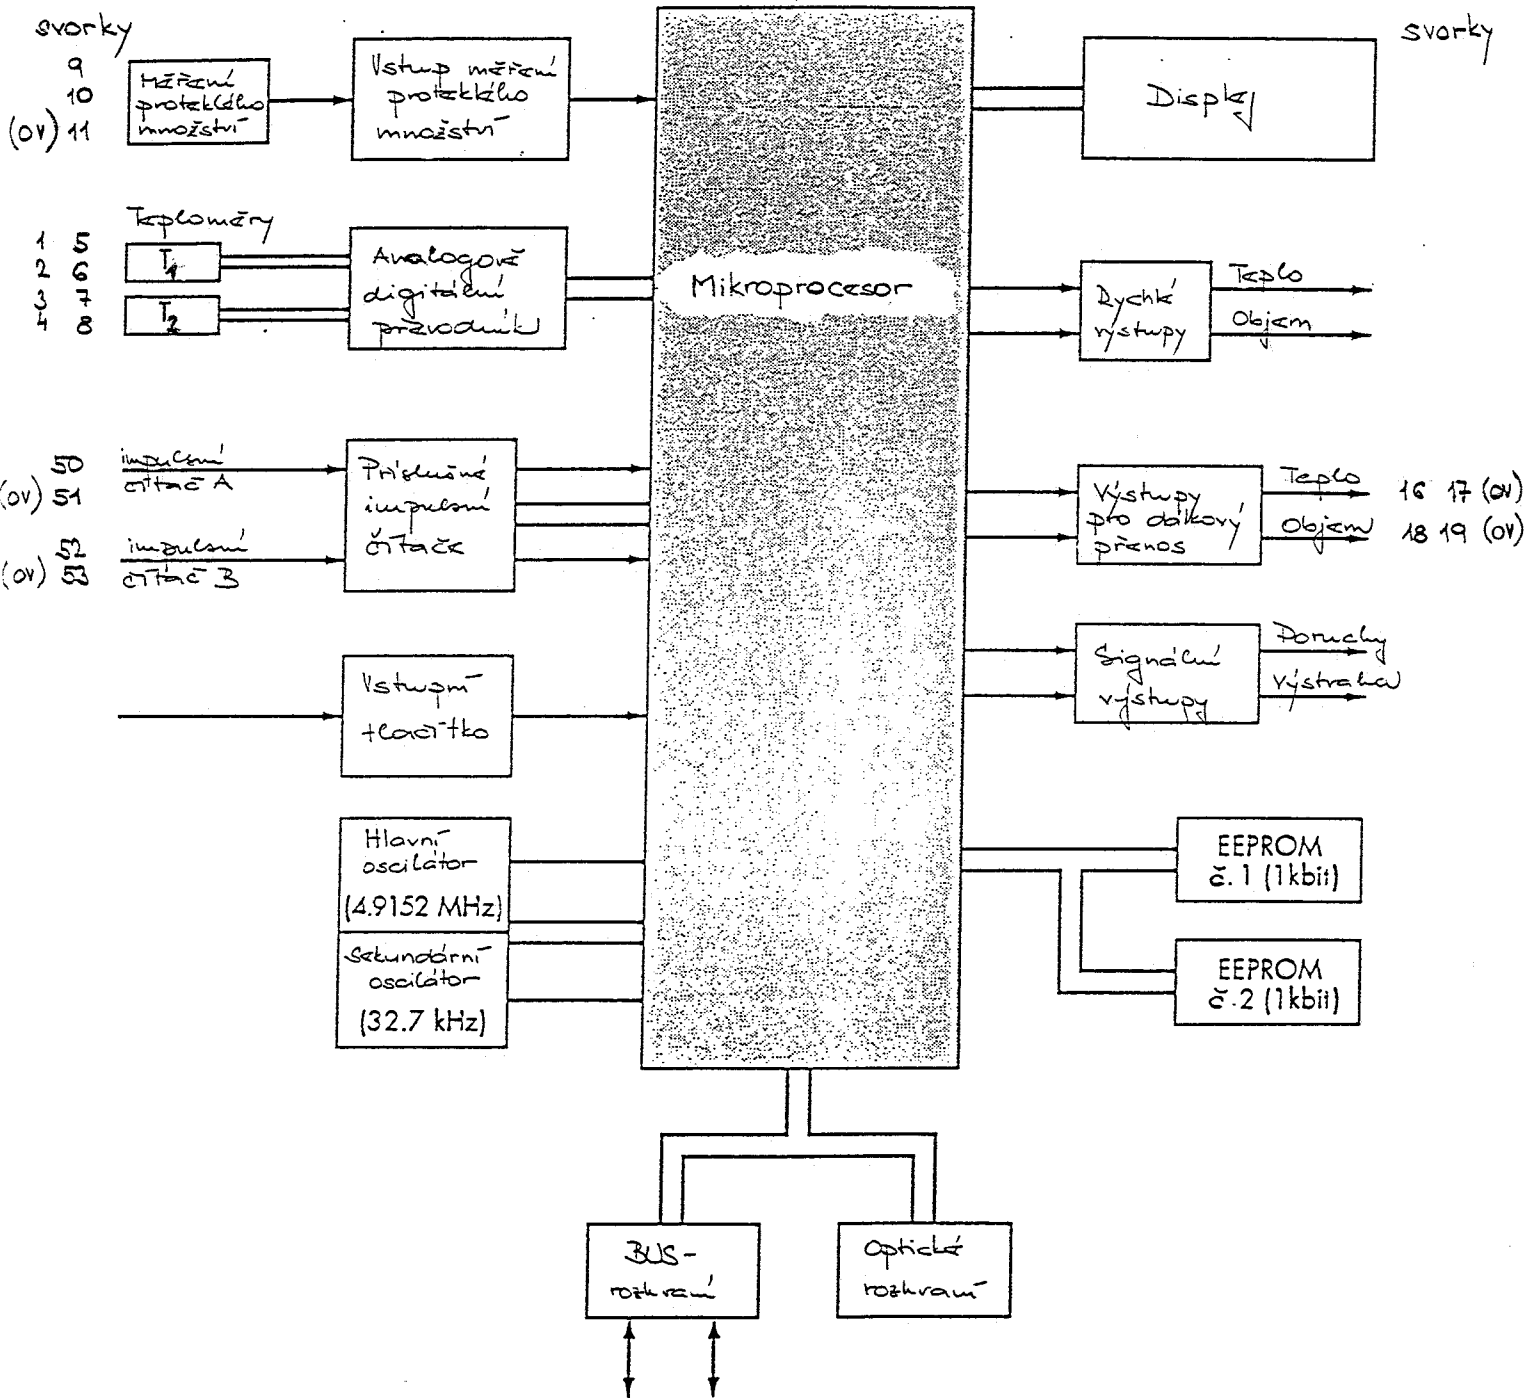 svorky
9
10
(0V) 11
Měření
proteklého
množství
Vstup měření
proteklého
množství
Teploměry
1 5
2 6
3 7
4 8
T1
T2
Analogově
digitální
převodník
50
(0V) 51
52
(0V) 53
impulsní
čítač A
impulsní
čítač B
Příslušné
impulsní
čítače
Vstupní
tlačítko
Hlavní
oscilátor
(4.9152 MHz)
Sekundární
oscilátor
(32.7 kHz)
Mikroprocesor
svorky
Display
Rychlé
výstupy
Teplo
Objem
Výstupy
pro dálkový
přenos
Teplo
Objem
16 17 (0V)
18 19 (0V)
Signální
výstupy
Poruchy
Výstraha
EEPROM
č.1 (1kbit)
EEPROM
č.2 (1kbit)
BUS-
rozhraní
Optické
rozhraní